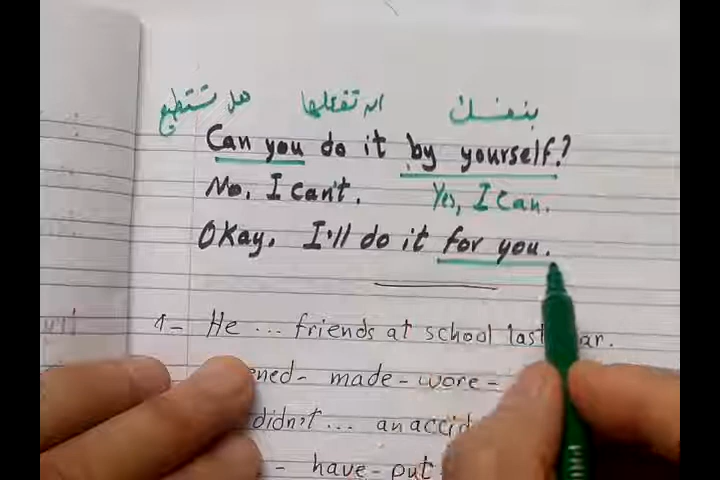 هل تستطيع ان تفعلها بنفسك
Can you do it by yourself?
No, I can't. Yes, I can.
Okay. I'll do it for you.
1- He ... friends at school last
ned - made - wore -
didn't ... an accid
- have - put